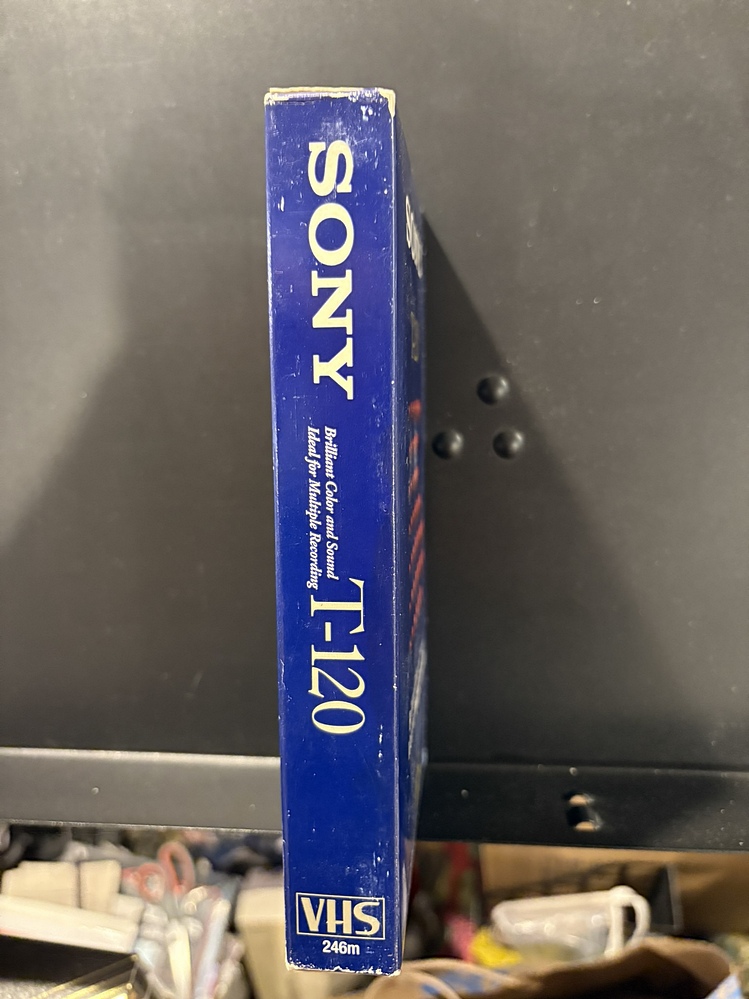 SONY
Brilliant Color and Sound
Ideal for Multiple Recording
T-120
VHS
246m